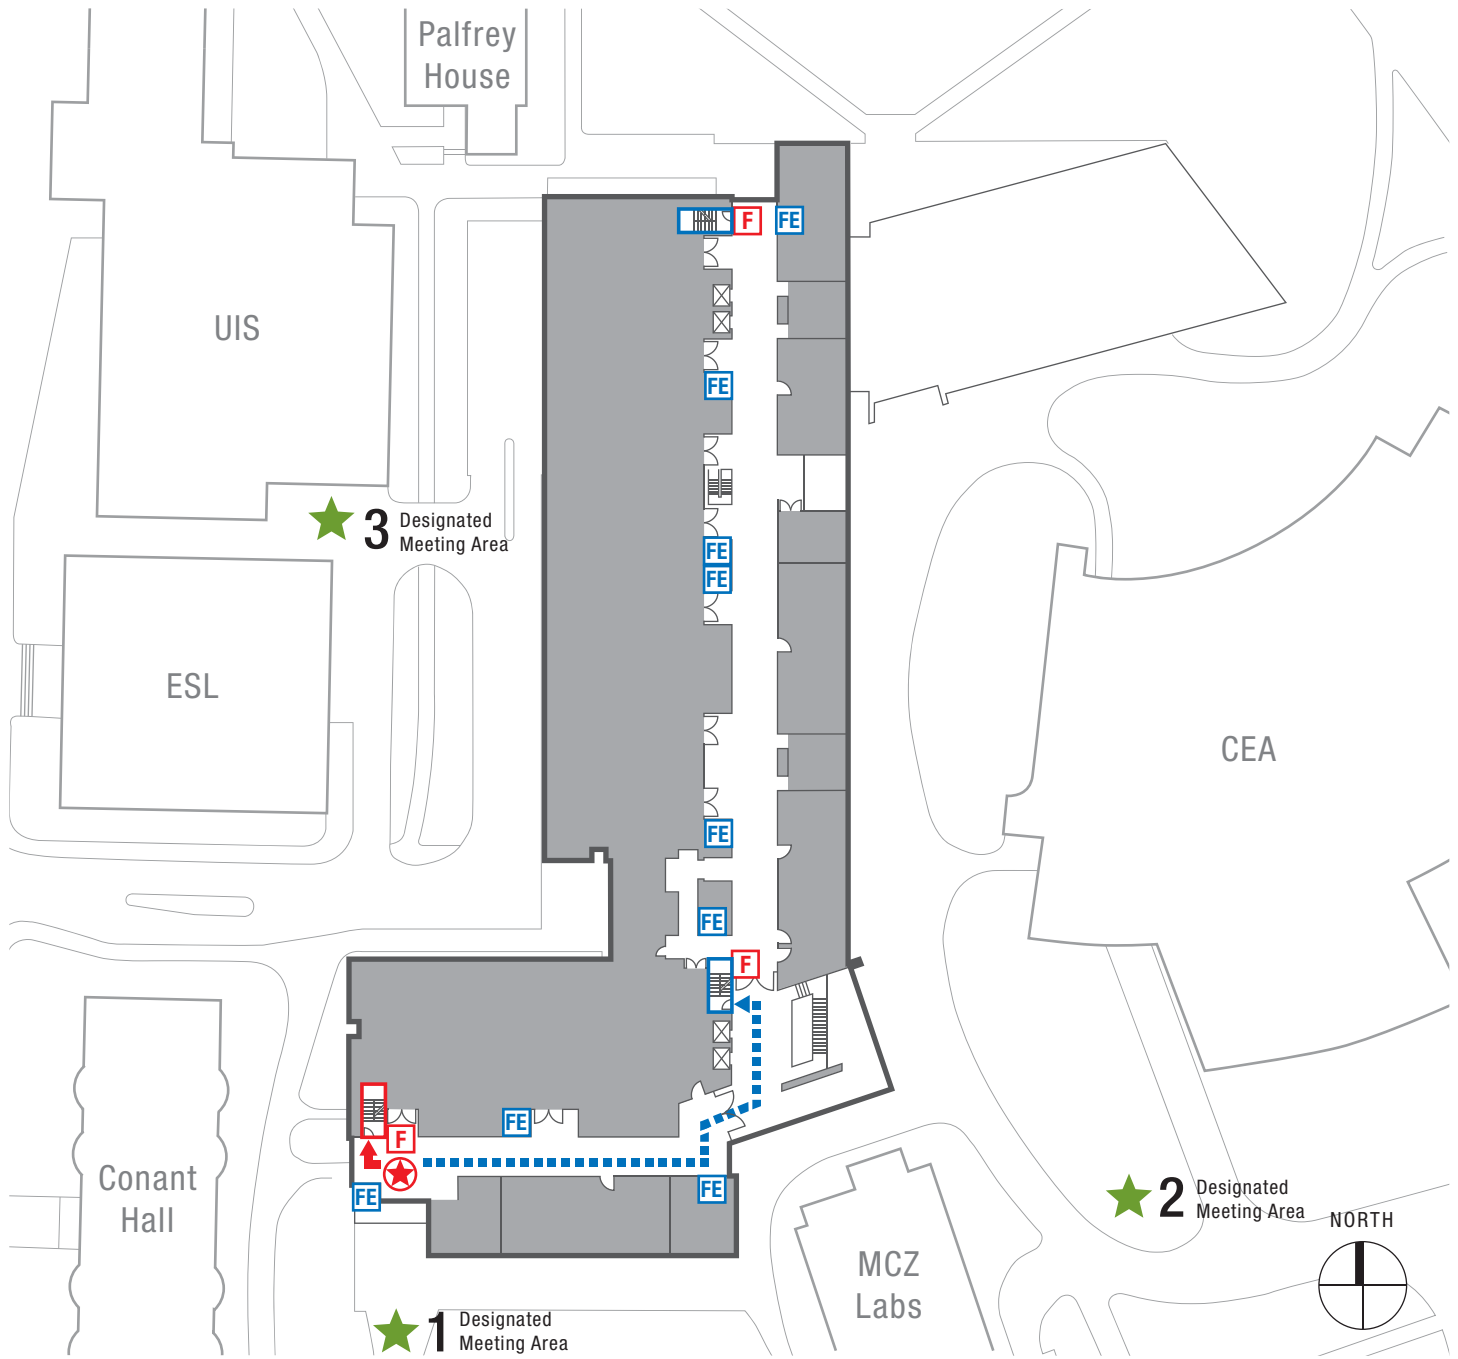 Palfrey
House
F
FE
UIS
FE
3 Designated
Meeting Area
FE
FE
ESL
CEA
FE
FE
F
FE
F
Conant
Hall
FE
FE
2 Designated
Meeting Area
NORTH
MCZ
Labs
1 Designated
Meeting Area